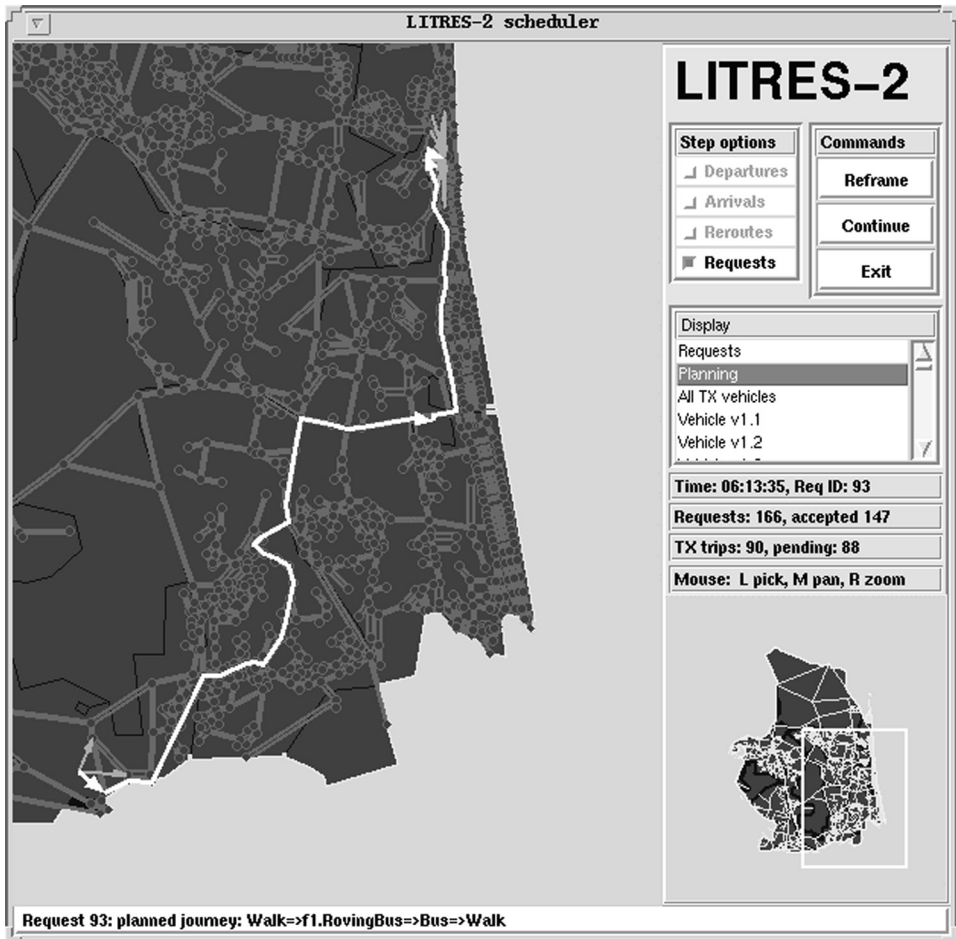 LITRES-2 scheduler
LITRES-2
Step options
Departures
Arrivals
Reroutes
Requests
Commands
Reframe
Continue
Exit
Display
Requests
Planning
All TX vehicles
Vehicle v1.1
Vehicle v1.2
Time: 06:13:35, Req ID: 93
Requests: 166, accepted 147
TX trips: 90, pending: 88
Mouse: L pick, M pan, R zoom
Request 93: planned journey: Walk=>f1.RovingBus=>Bus=>Walk